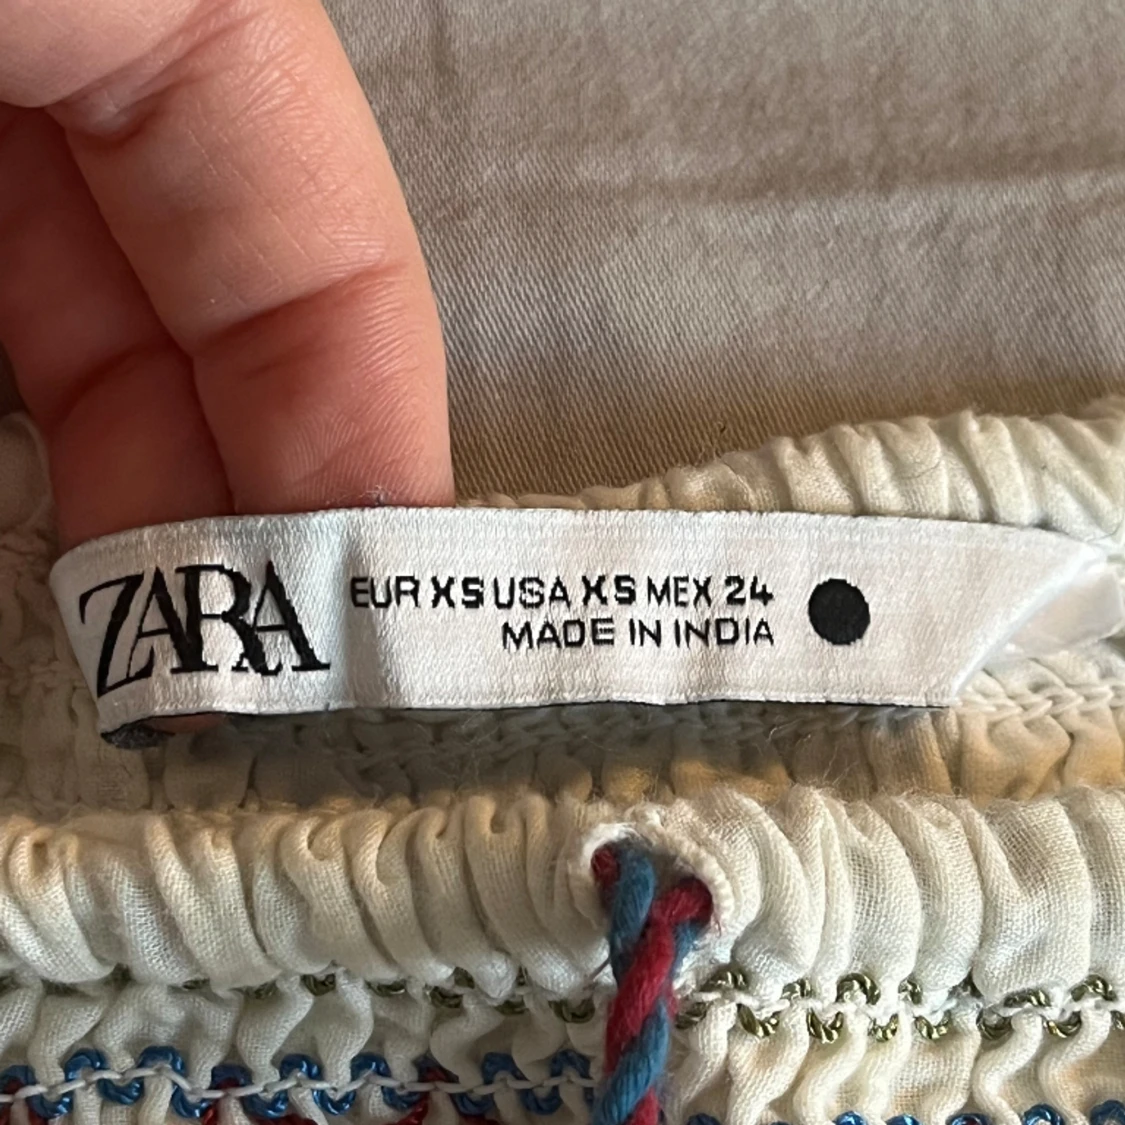 ZARA
EUR XS USA XS MEX 24
MADE IN INDIA